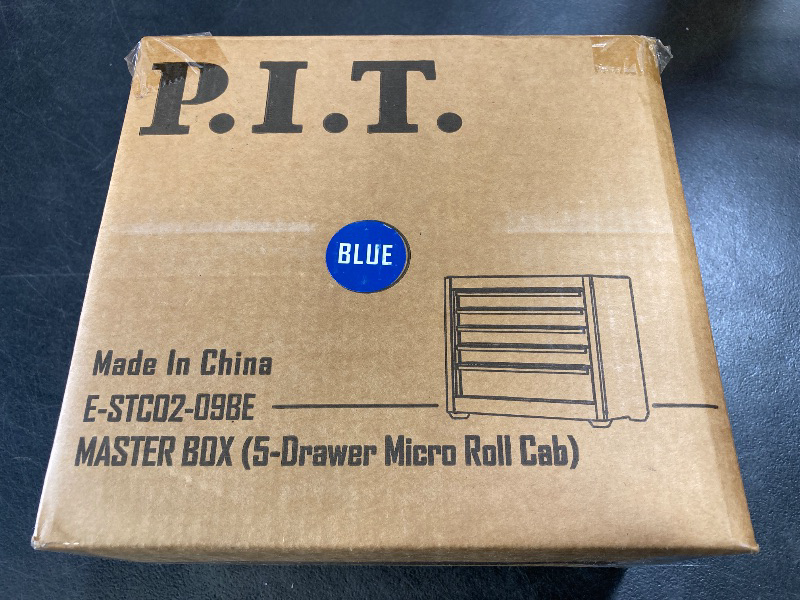 P.I.T.
BLUE
Made In China
E-STC02-09BE
MASTER BOX (5-Drawer Micro Roll Cab)